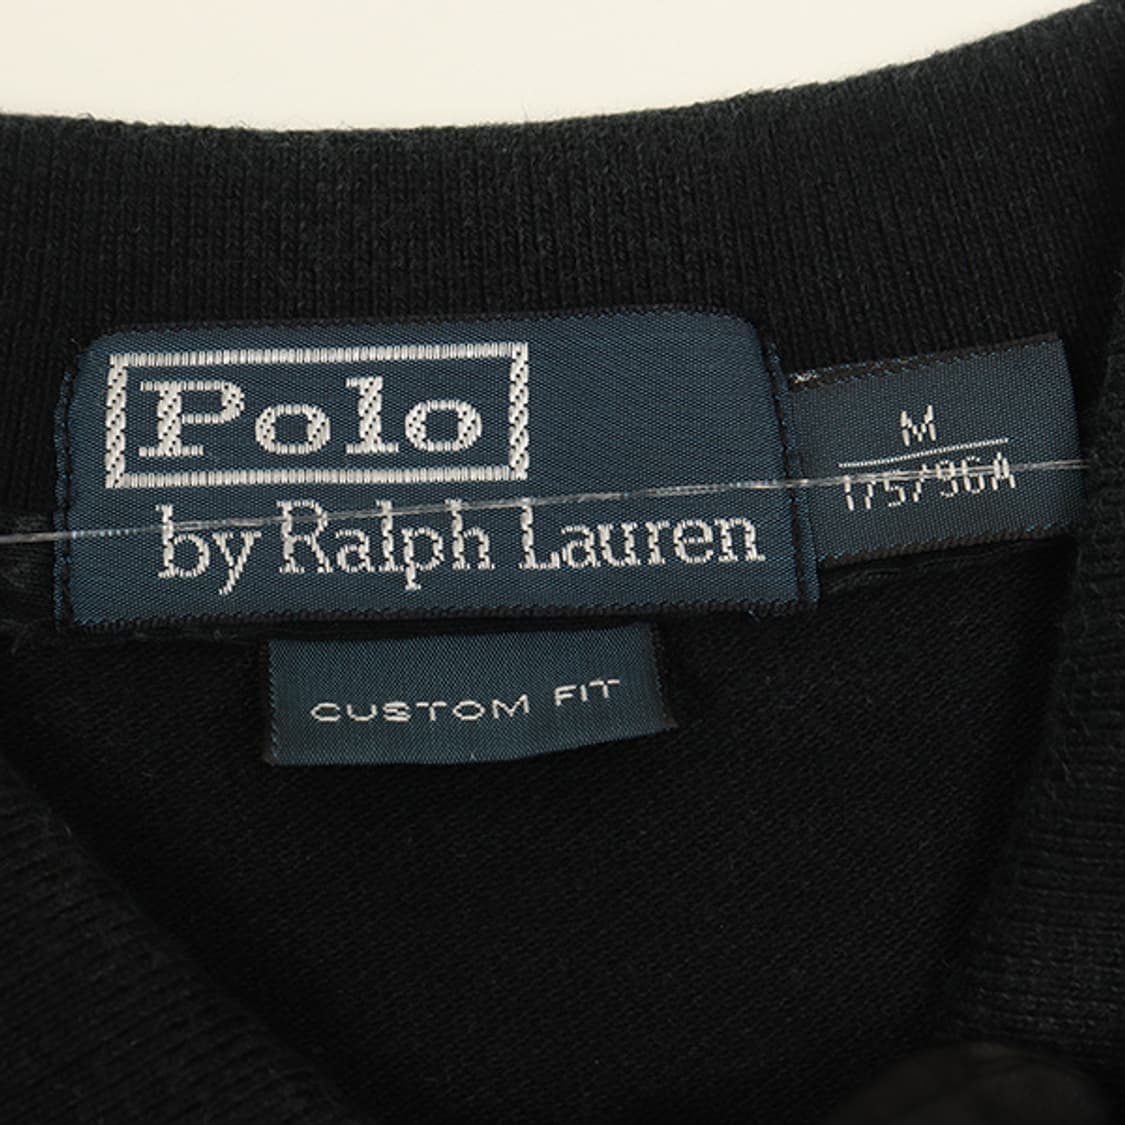 Polo
by Ralph Lauren
M
175/96A
CUSTOM FIT